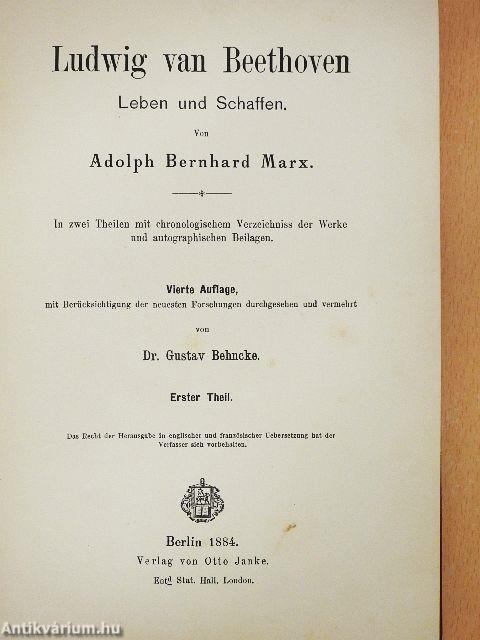 Ludwig van Beethoven
Leben und Schaffen.
Von
Adolph Bernhard Marx.
In zwei Theilen mit chronologischem Verzeichniss der Werke
und autographischen Beilagen.
Vierte Auflage,
mit Berücksichtigung der neuesten Forschungen durchgesehen und vermehrt
von
Dr. Gustav Behncke.
Erster Theil.
Das Recht der Herausgabe in englischer und französischer Uebersetzung hat der
Verfasser sich vorbehalten.
Berlin 1884.
Verlag von Otto Janke.
Entd Stat. Hall, London.
Antikvárium.hu